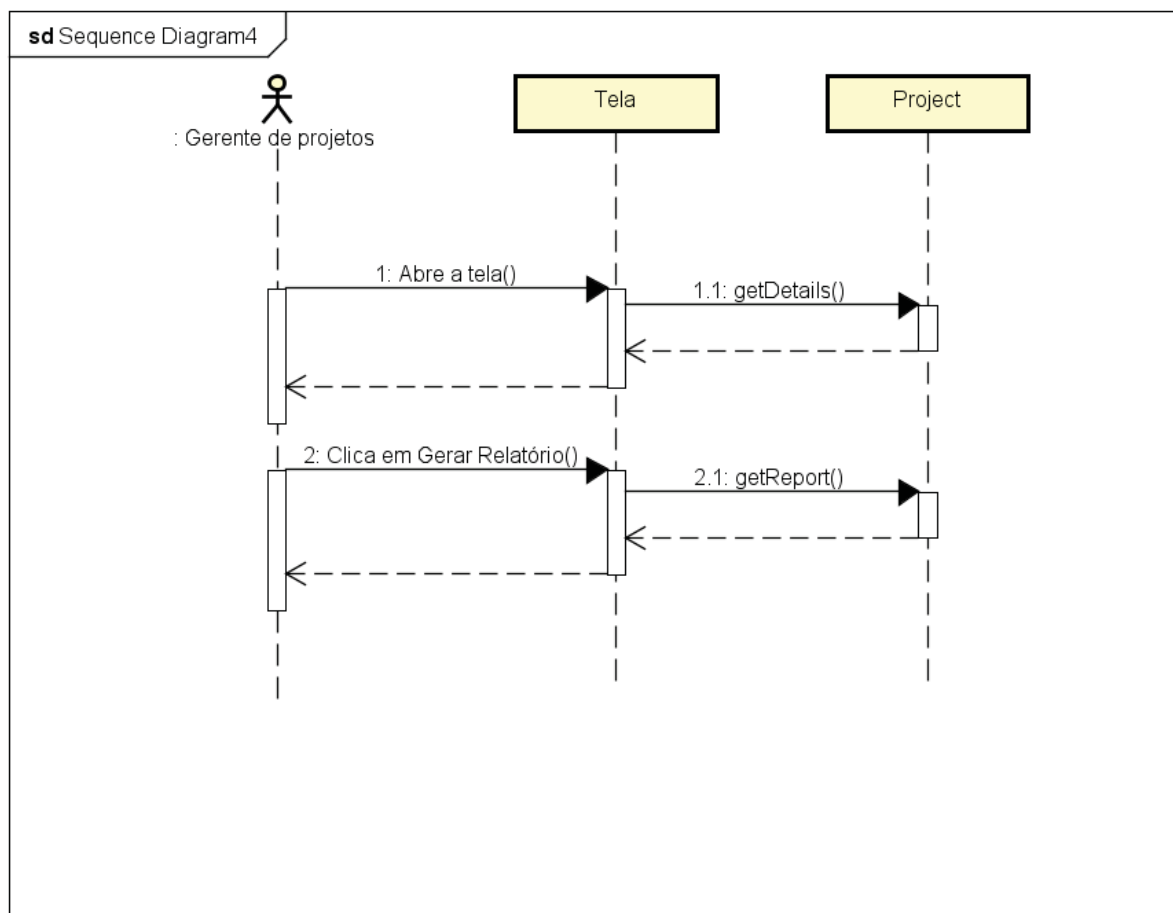 sd Sequence Diagram4
: Gerente de projetos
Tela
Project
1: Abre a tela()
1.1: getDetails()
2: Clica em Gerar Relatório()
2.1: getReport()